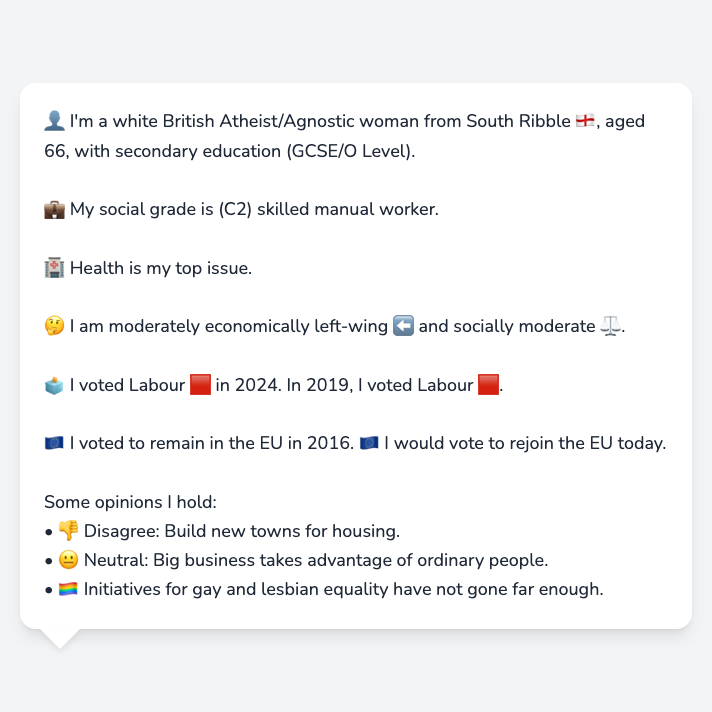 👤 I'm a white British Atheist/Agnostic woman from South Ribble 🏴󠁧󠁢󠁥󠁮󠁧󠁿, aged
66, with secondary education (GCSE/O Level).
💼 My social grade is (C2) skilled manual worker.
🏥 Health is my top issue.
🤔 I am moderately economically left-wing ⬅️ and socially moderate ⚖️.
🗳️ I voted Labour 🟥 in 2024. In 2019, I voted Labour 🟥.
🇪🇺 I voted to remain in the EU in 2016. 🇪🇺 I would vote to rejoin the EU today.
Some opinions I hold:
• 👎 Disagree: Build new towns for housing.
• 😐 Neutral: Big business takes advantage of ordinary people.
• 🏳️‍🌈 Initiatives for gay and lesbian equality have not gone far enough.